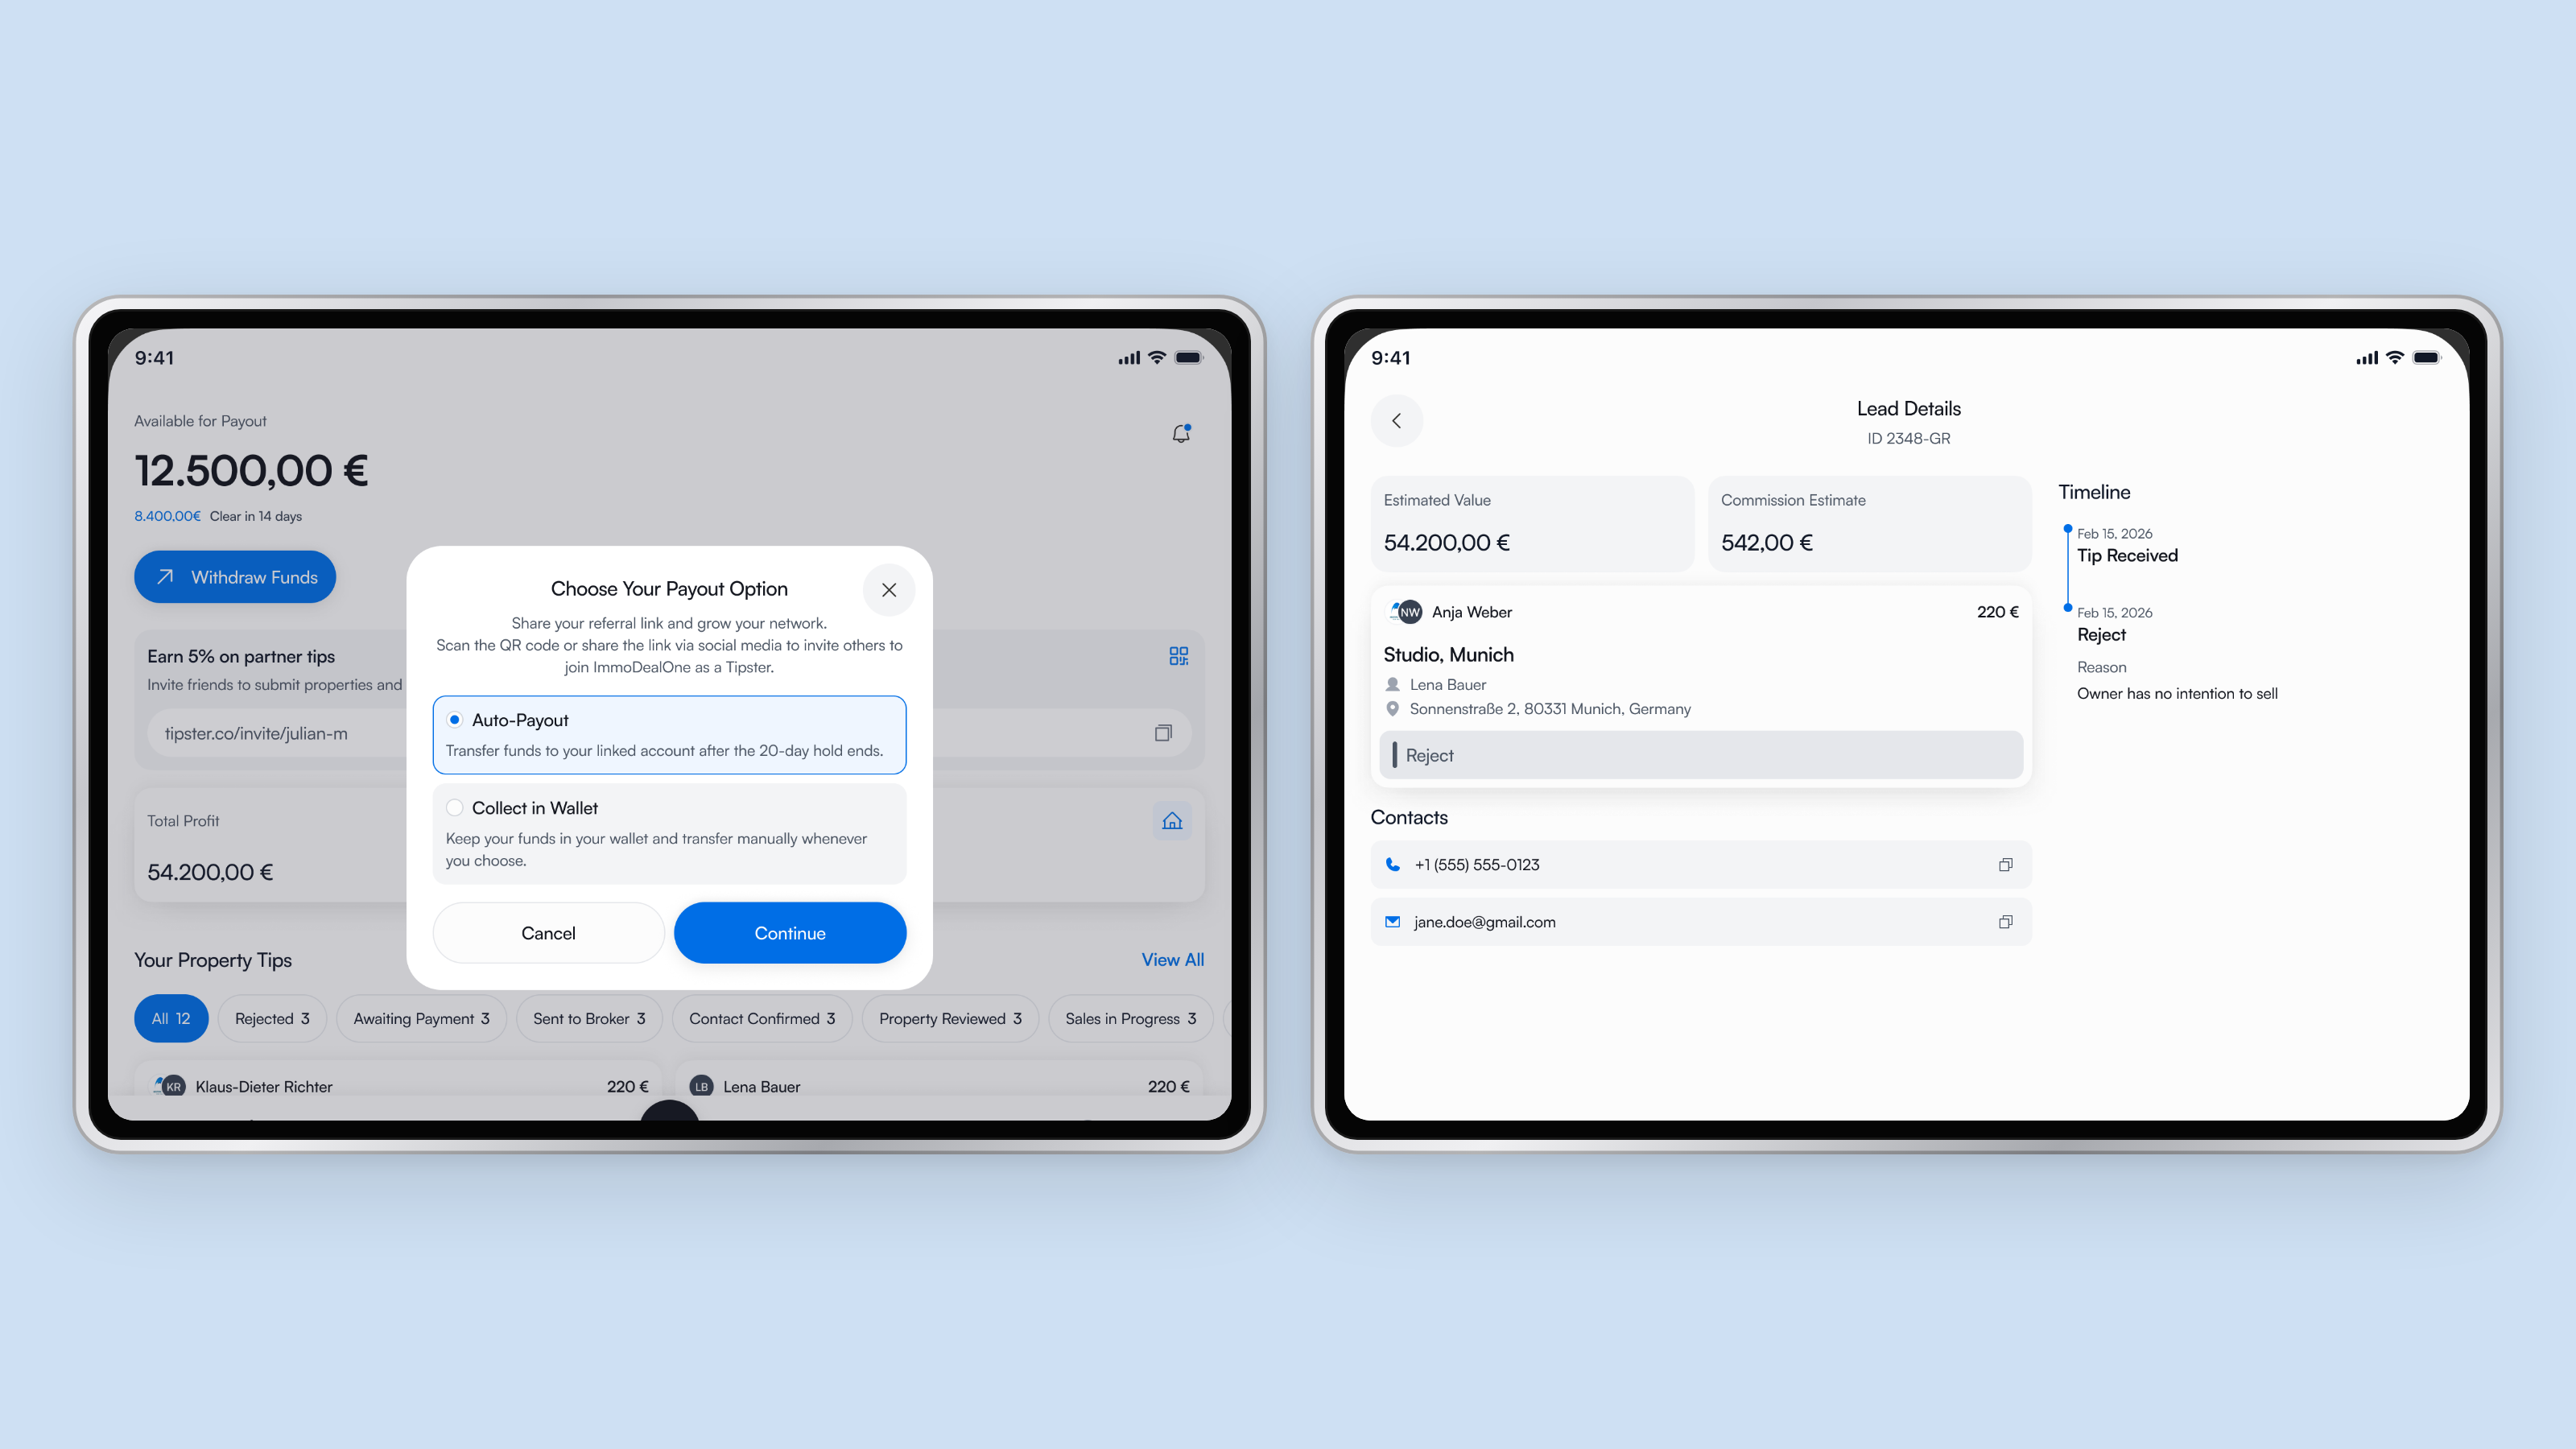 9:41
Available for Payout
12.500,00 €
8.400,00€ Clear in 14 days
Withdraw Funds
Earn 5% on partner tips
Invite friends to submit properties and
tipster.co/invite/julian-m
Total Profit
54.200,00 €
Choose Your Payout Option
Share your referral link and grow your network.
Scan the QR code or share the link via social media to invite others to
join ImmoDealOne as a Tipster.
Auto-Payout
Transfer funds to your linked account after the 20-day hold ends.
Collect in Wallet
Keep your funds in your wallet and transfer manually whenever
you choose.
Cancel Continue
Your Property Tips View All
All 12 Rejected 3 Awaiting Payment 3 Sent to Broker 3 Contact Confirmed 3 Property Reviewed 3 Sales in Progress 3
KR Klaus-Dieter Richter 220 € LB Lena Bauer 220 €
9:41
Lead Details
ID 2348-GR
Estimated Value
54.200,00 €
Commission Estimate
542,00 €
NW Anja Weber 220 €
Studio, Munich
Lena Bauer
Sonnenstraße 2, 80331 Munich, Germany
Reject
Contacts
+1 (555) 555-0123
jane.doe@gmail.com
Timeline
Feb 15, 2026
Tip Received
Feb 15, 2026
Reject
Reason
Owner has no intention to sell